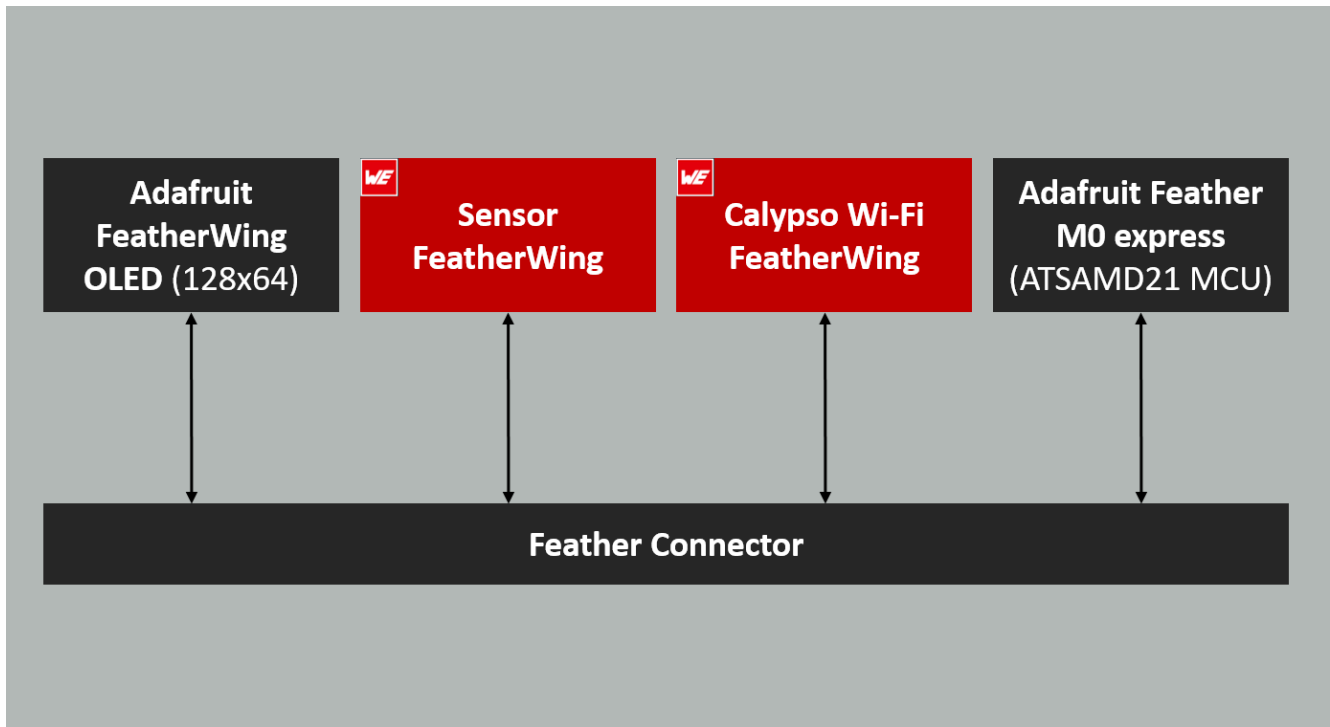 Adafruit
FeatherWing
OLED (128x64)
WE
Sensor
FeatherWing
WE
Calypso Wi-Fi
FeatherWing
Adafruit Feather
M0 express
(ATSAMD21 MCU)
Feather Connector